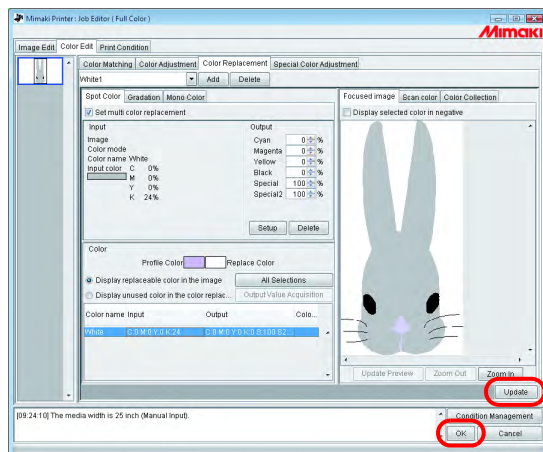 Mimaki Printer : Job Editor ( Full Color )
Mimaki
Image Edit Color Edit Print Condition
Color Matching Color Adjustment Color Replacement Special Color Adjustment
White1 Add Delete
Spot Color Gradation Mono Color
Set multi color replacement
Input
Image
Color mode
Color name White
Input color C 0%
M 0%
Y 0%
K 24%
Output
Cyan 0 %
Magenta 0 %
Yellow 0 %
Black 0 %
Special 100 %
Special2 100 %
Setup Delete
Color
Profile Color Replace Color
Display replaceable color in the image All Selections
Display unused color in the color replac... Output Value Acquisition
Color name Input Output Colo...
White C:0 M:0 Y:0 K:24 C:0 M:0 Y:0 K:0 S:100 S2...
Focused image Scan color Color Collection
Display selected color in negative
Update Preview Zoom Out Zoom In
Update
[09:24:10] The media width is 25 inch (Manual Input).
Condition Management
OK Cancel